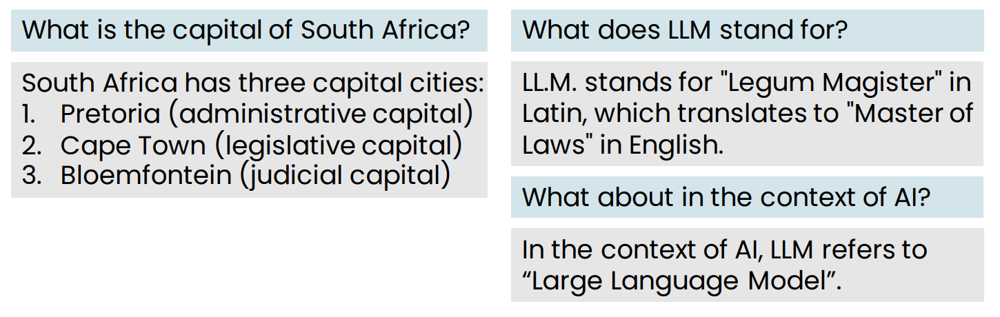 What is the capital of South Africa?
South Africa has three capital cities:
1. Pretoria (administrative capital)
2. Cape Town (legislative capital)
3. Bloemfontein (judicial capital)
What does LLM stand for?
LL.M. stands for "Legum Magister" in
Latin, which translates to "Master of
Laws" in English.
What about in the context of AI?
In the context of AI, LLM refers to
“Large Language Model”.